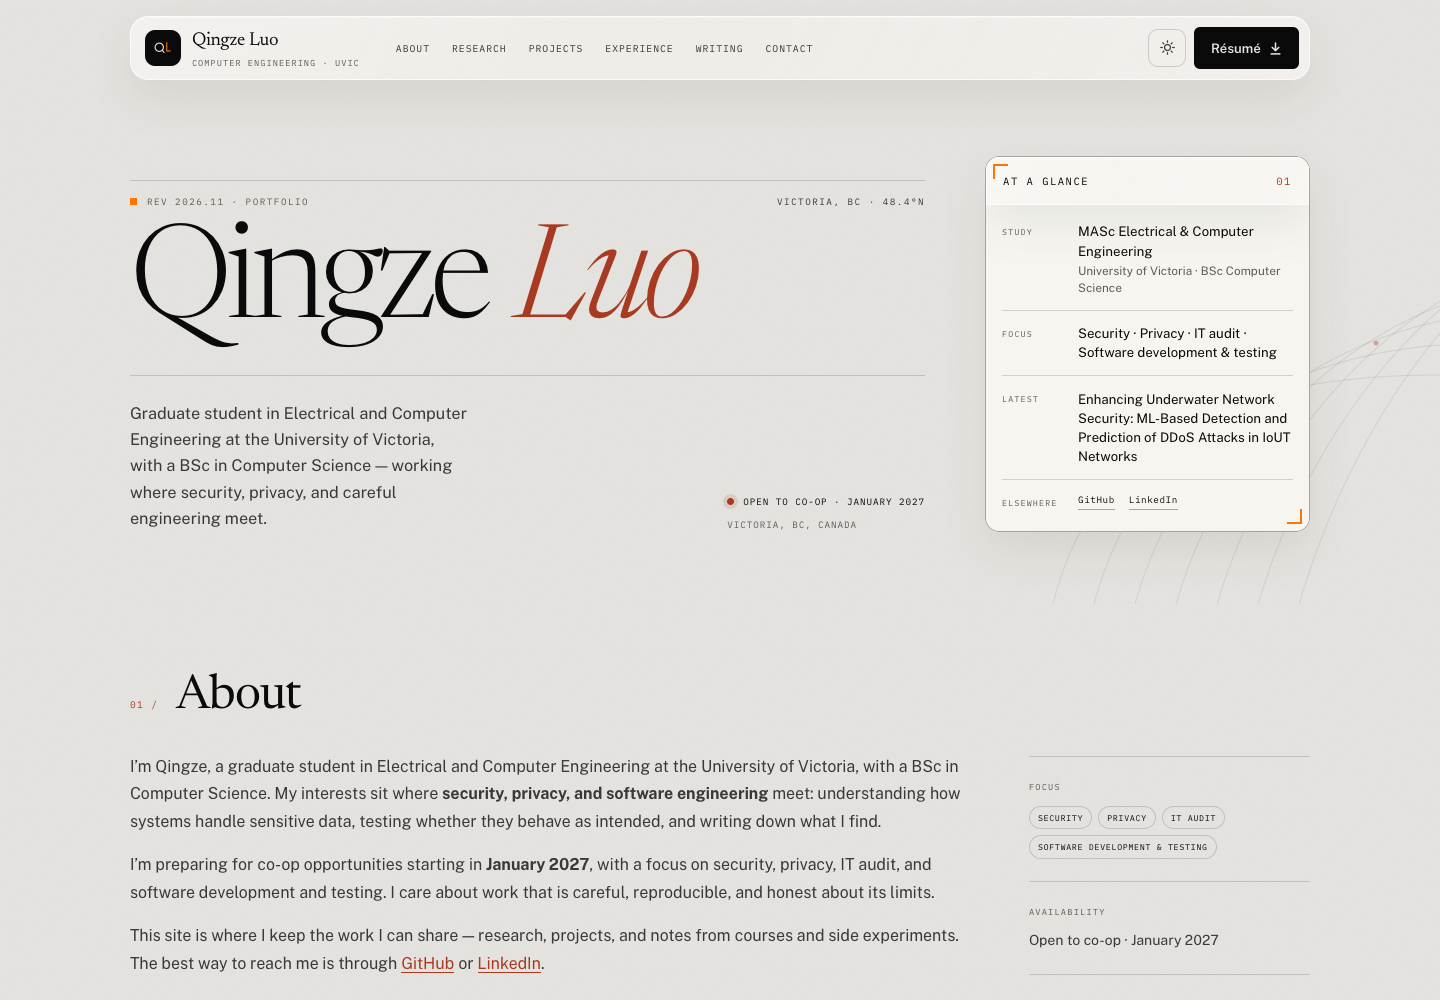 QL
Qingze Luo
COMPUTER ENGINEERING · UVIC
ABOUT
RESEARCH
PROJECTS
EXPERIENCE
WRITING
CONTACT
Résumé
REV 2026.11 · PORTFOLIO
VICTORIA, BC · 48.4°N
Qingze Luo
Graduate student in Electrical and Computer
Engineering at the University of Victoria,
with a BSc in Computer Science — working
where security, privacy, and careful
engineering meet.
OPEN TO CO-OP · JANUARY 2027
VICTORIA, BC, CANADA
AT A GLANCE
01
STUDY
MASc Electrical & Computer
Engineering
University of Victoria · BSc Computer
Science
FOCUS
Security · Privacy · IT audit ·
Software development & testing
LATEST
Enhancing Underwater Network
Security: ML-Based Detection and
Prediction of DDoS Attacks in IoUT
Networks
ELSEWHERE
GitHub
LinkedIn
01 /
About
I’m Qingze, a graduate student in Electrical and Computer Engineering at the University of Victoria, with a BSc in
Computer Science. My interests sit where security, privacy, and software engineering meet: understanding how
systems handle sensitive data, testing whether they behave as intended, and writing down what I find.
I’m preparing for co-op opportunities starting in January 2027, with a focus on security, privacy, IT audit, and
software development and testing. I care about work that is careful, reproducible, and honest about its limits.
This site is where I keep the work I can share — research, projects, and notes from courses and side experiments.
The best way to reach me is through GitHub or LinkedIn.
FOCUS
SECURITY
PRIVACY
IT AUDIT
SOFTWARE DEVELOPMENT & TESTING
AVAILABILITY
Open to co-op · January 2027